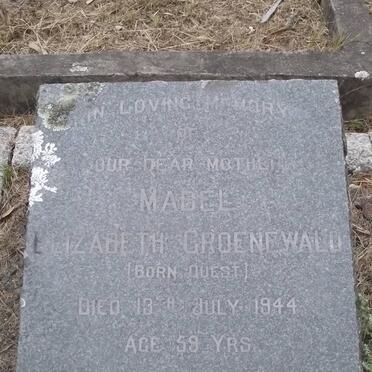 IN LOVING MEMORY
OF
OUR DEAR MOTHER
MABEL
ELIZABETH GROENEWALD
(BORN QUEST)
DIED 13TH JULY 1944
AGE 59 YRS.